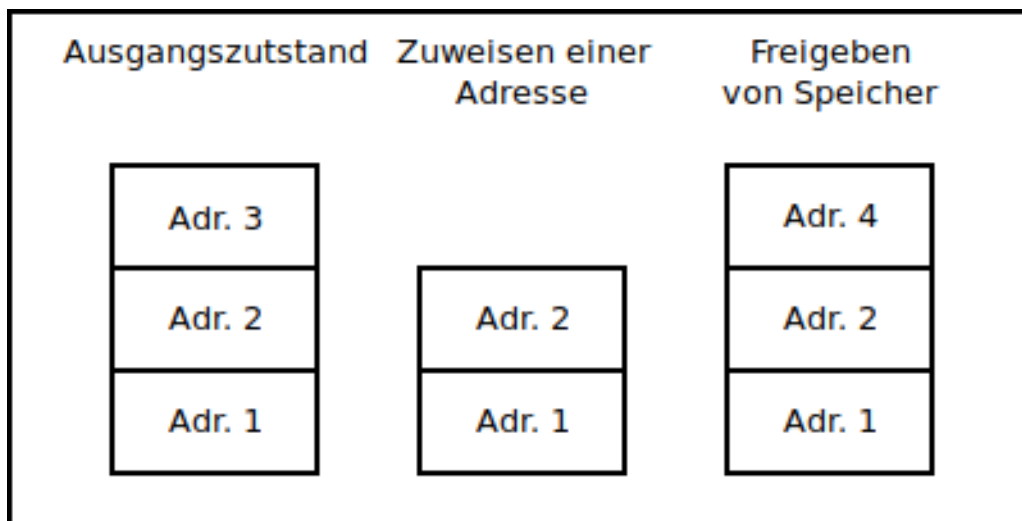 Ausgangszutstand
Zuweisen einer
Adresse
Freigeben
von Speicher
Adr. 3
Adr. 2
Adr. 1
Adr. 2
Adr. 1
Adr. 4
Adr. 2
Adr. 1